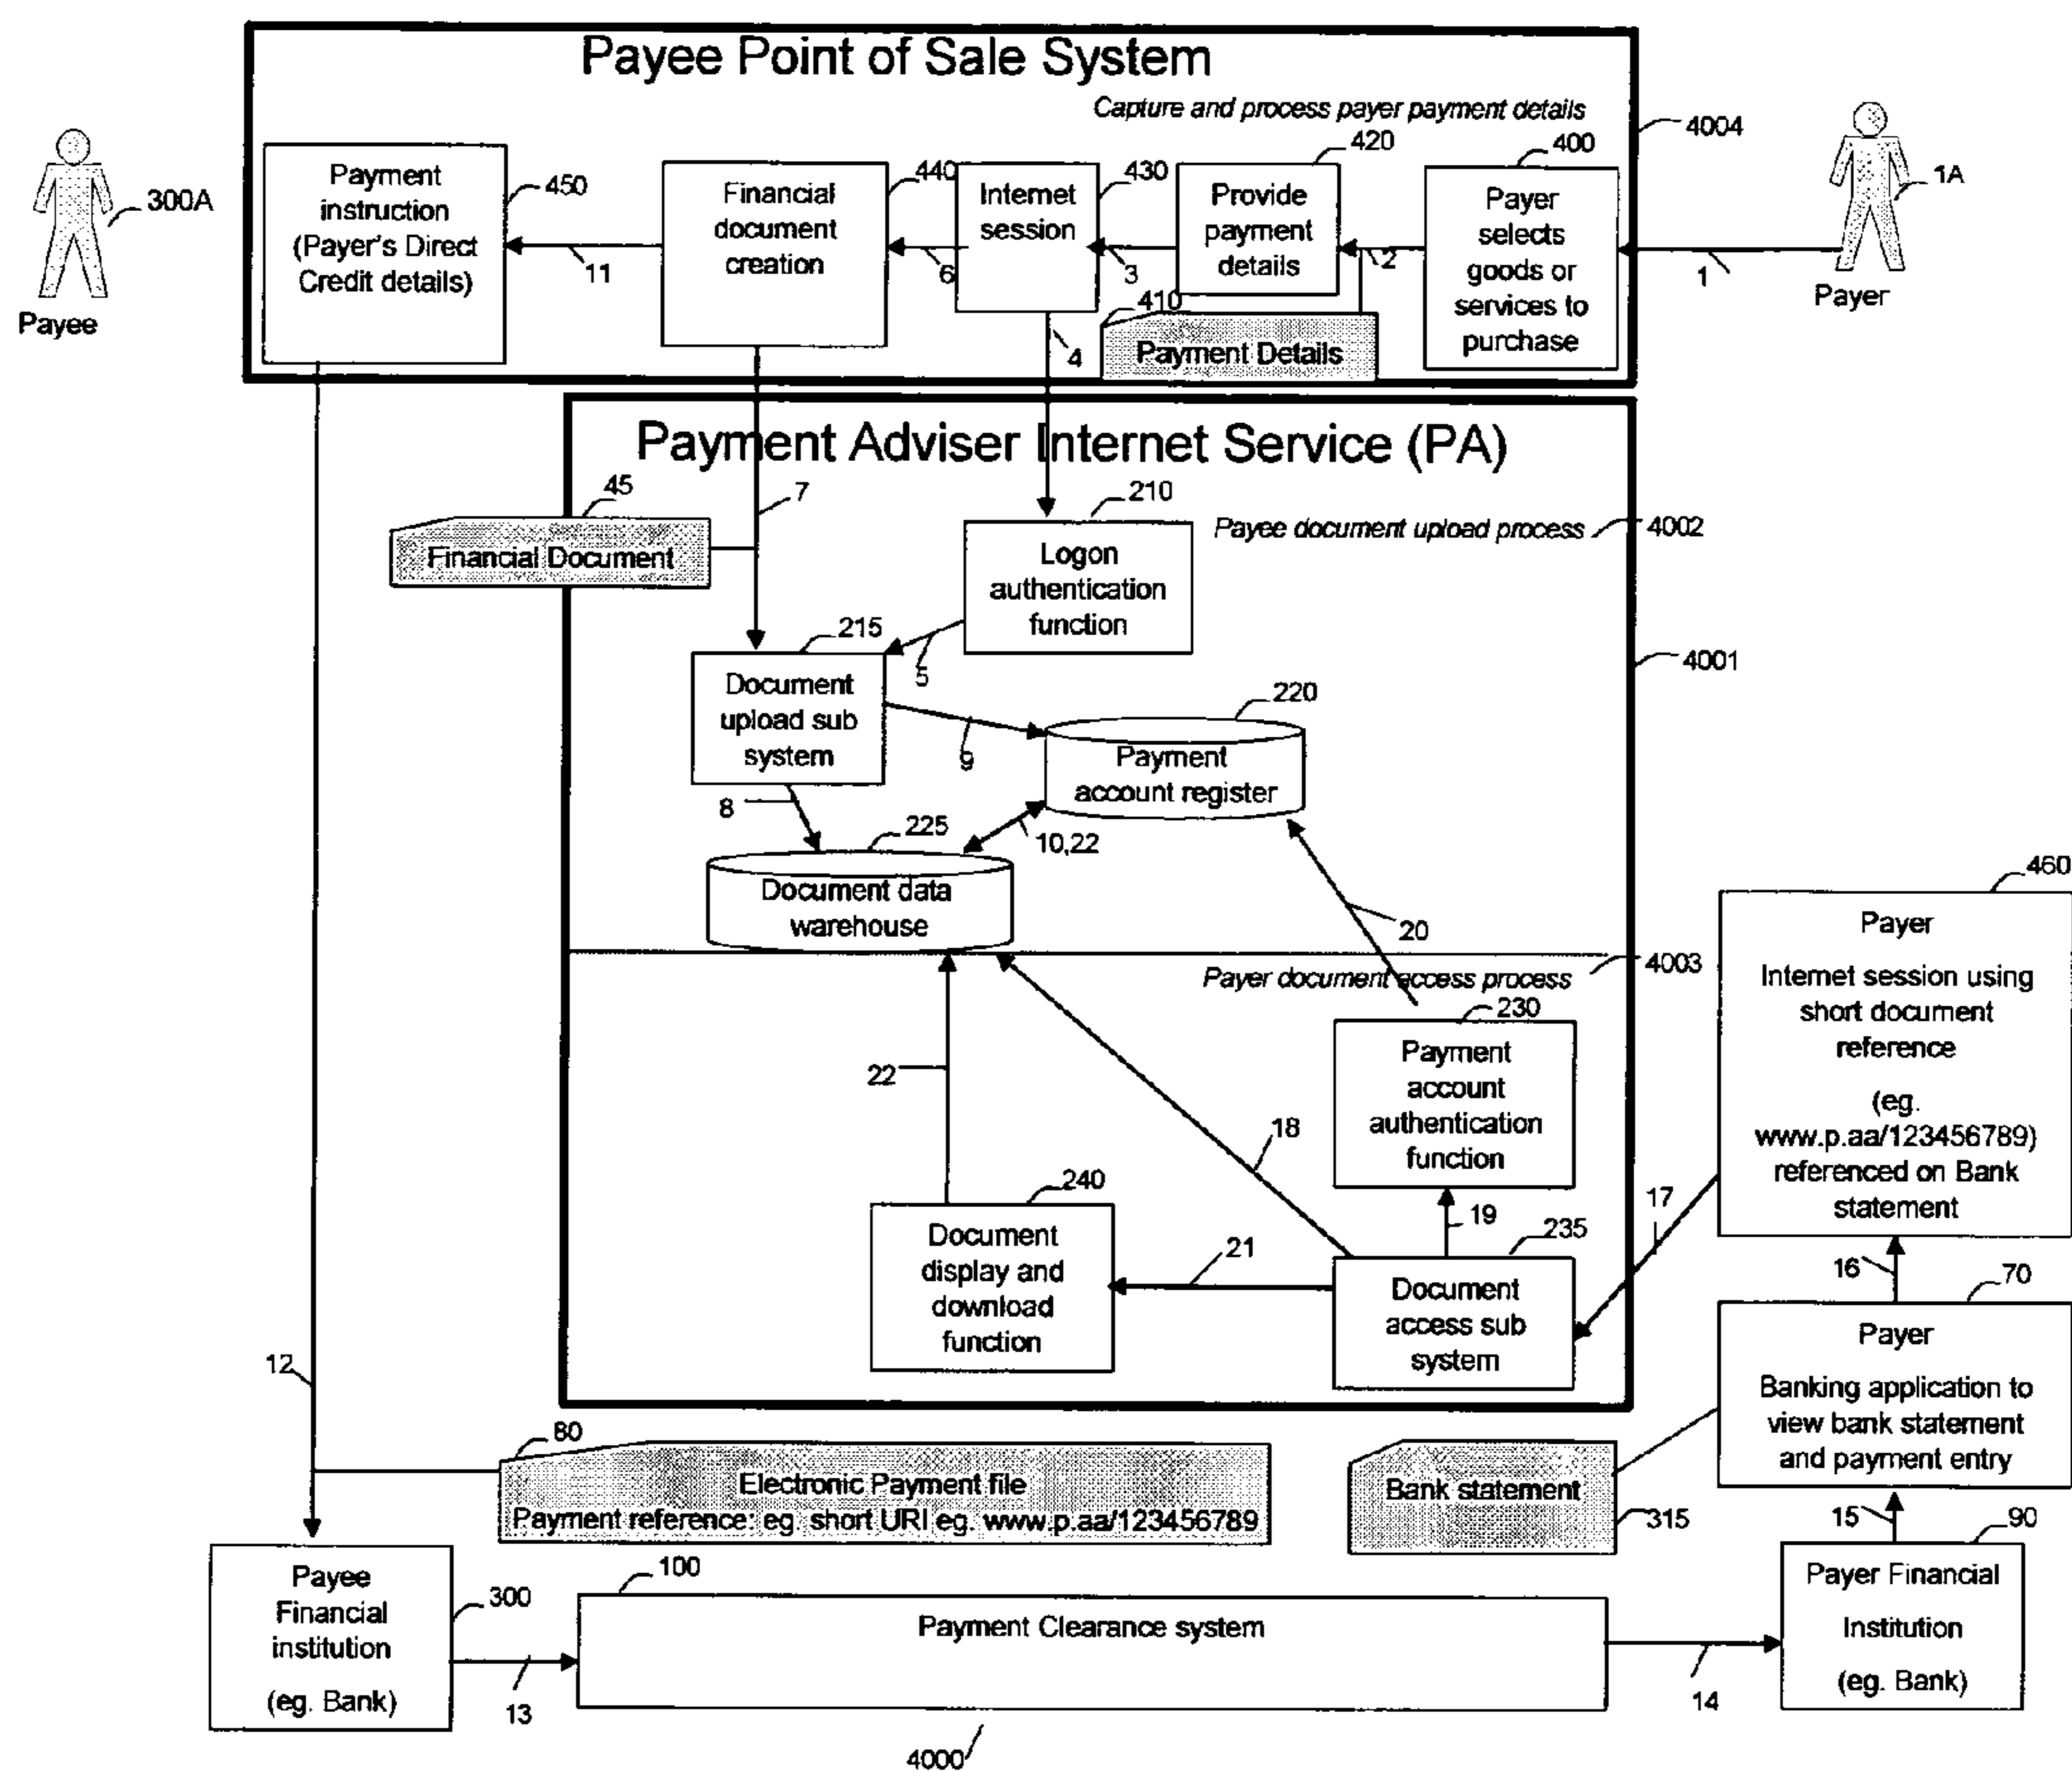 Payee Point of Sale System
Capture and process payer payment details
4004
300A
Payee
Payment
instruction
(Payer's Direct
Credit details)
450
11
Financial
document
creation
440
6
Internet
session
430
3
4
Provide
payment
details
420
2
410
Payment Details
Payer
selects
goods or
services to
purchase
400
1
1A
Payer
Payment Adviser Internet Service (PA)
45
Financial Document
7
210
Logon
authentication
function
Payee document upload process
4002
4001
215
5
Document
upload sub
system
9
8
220
Payment
account register
10,22
225
Document data
warehouse
20
Payer document access process
4003
230
Payment
account
authentication
function
22
18
19
240
Document
display and
download
function
21
235
Document
access sub
system
17
460
Payer
Internet session using
short document
reference
(eg.
www.p.aa/123456789)
referenced on Bank
statement
16
70
Payer
Banking application to
view bank statement
and payment entry
12
80
Electronic Payment file
Payment reference: eg. short URI eg. www.p.aa/123456789
Bank statement
315
15
90
Payer Financial
Institution
(eg. Bank)
Payee
Financial
institution
(eg. Bank)
300
13
100
Payment Clearance system
14
4000